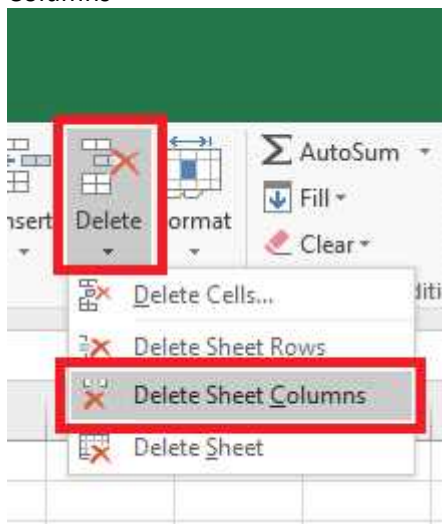 Columns
AutoSum
Delete
Fill
Clear
Delete Cells...
Delete Sheet Rows
Delete Sheet Columns
Delete Sheet